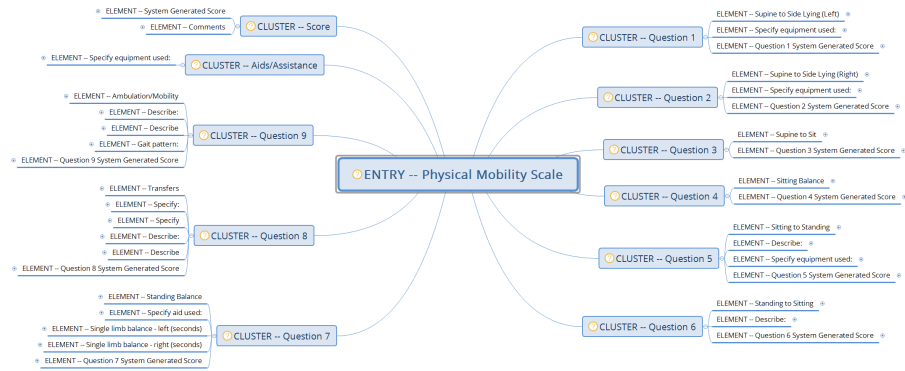 ENTRY -- Physical Mobility Scale
CLUSTER -- Question 1
ELEMENT -- Supine to Side Lying (Left)
ELEMENT -- Specify equipment used:
ELEMENT -- Question 1 System Generated Score
CLUSTER -- Question 2
ELEMENT -- Supine to Side Lying (Right)
ELEMENT -- Specify equipment used:
ELEMENT -- Question 2 System Generated Score
CLUSTER -- Question 3
ELEMENT -- Supine to Sit
ELEMENT -- Question 3 System Generated Score
CLUSTER -- Question 4
ELEMENT -- Sitting Balance
ELEMENT -- Question 4 System Generated Score
CLUSTER -- Question 5
ELEMENT -- Sitting to Standing
ELEMENT -- Describe:
ELEMENT -- Specify equipment used:
ELEMENT -- Question 5 System Generated Score
CLUSTER -- Question 6
ELEMENT -- Standing to Sitting
ELEMENT -- Describe:
ELEMENT -- Question 6 System Generated Score
CLUSTER -- Question 7
ELEMENT -- Standing Balance
ELEMENT -- Specify aid used:
ELEMENT -- Single limb balance - left (seconds)
ELEMENT -- Single limb balance - right (seconds)
ELEMENT -- Question 7 System Generated Score
CLUSTER -- Question 8
ELEMENT -- Transfers
ELEMENT -- Specify:
ELEMENT -- Specify
ELEMENT -- Describe:
ELEMENT -- Describe
ELEMENT -- Question 8 System Generated Score
CLUSTER -- Question 9
ELEMENT -- Ambulation/Mobility
ELEMENT -- Describe:
ELEMENT -- Describe
ELEMENT -- Gait pattern:
ELEMENT -- Question 9 System Generated Score
CLUSTER -- Aids/Assistance
ELEMENT -- Specify equipment used:
CLUSTER -- Score
ELEMENT -- System Generated Score
ELEMENT -- Comments